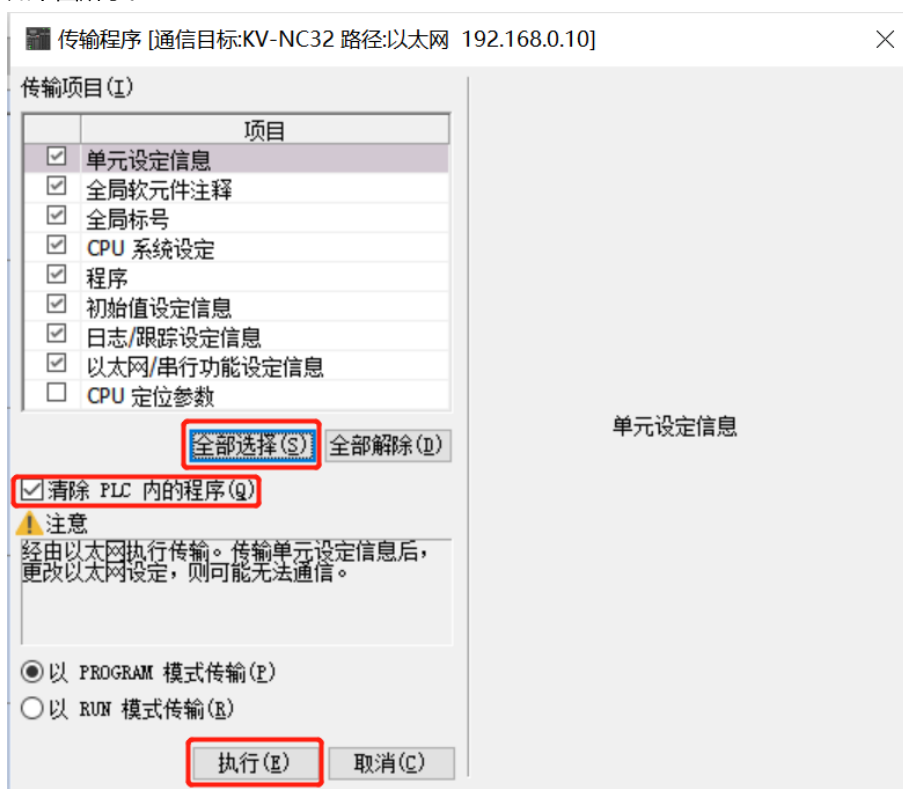 传输程序 [通信目标:KV-NC32 路径:以太网 192.168.0.10]
传输项目(I)
项目
单元设定信息
全局软元件注释
全局标号
CPU 系统设定
程序
初始值设定信息
日志/跟踪设定信息
以太网/串行功能设定信息
CPU 定位参数
全部选择(S) 全部解除(D)
单元设定信息
清除 PLC 内的程序(Q)
注意
经由以太网执行传输。传输单元设定信息后，
更改以太网设定，则可能无法通信。
以 PROGRAM 模式传输(P)
以 RUN 模式传输(R)
执行(E) 取消(C)